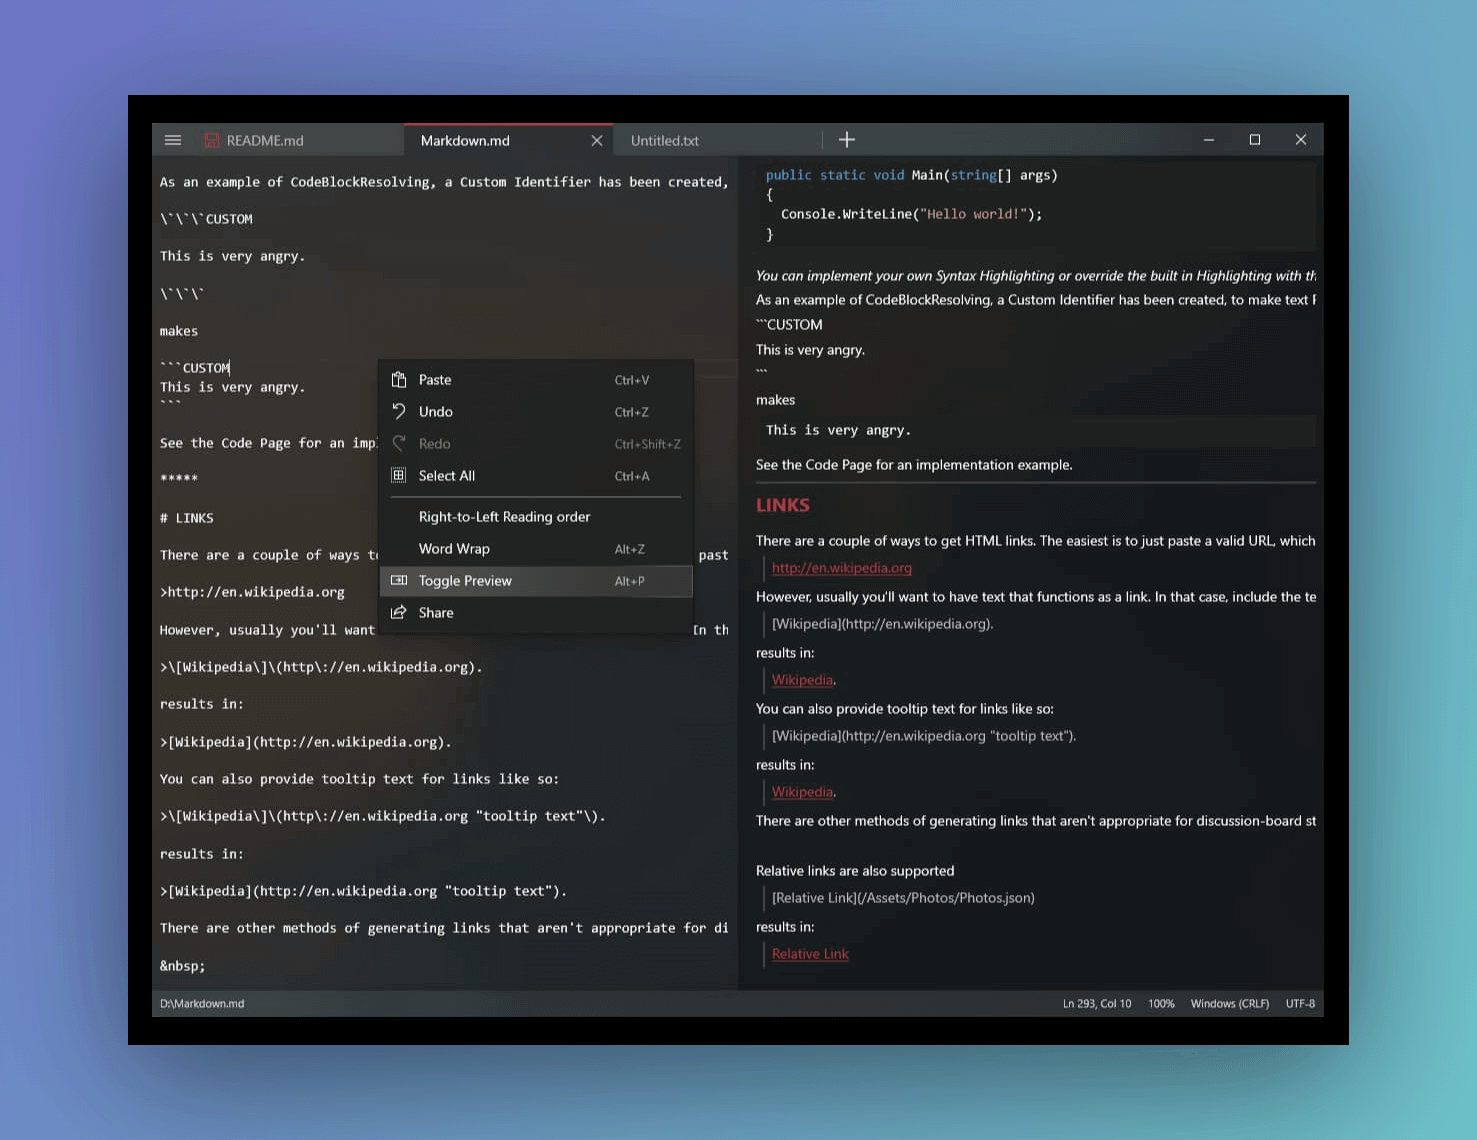 README.md
Markdown.md
Untitled.txt
As an example of CodeBlockResolving, a Custom Identifier has been created,
\`\`\`CUSTOM
This is very angry.
\`\`\`
makes
```CUSTOM
This is very angry.
```
See the Code Page for an impl
*****
# LINKS
There are a couple of ways to past
>http://en.wikipedia.org
However, usually you'll want In th
>\[Wikipedia\]\(http\://en.wikipedia.org).
results in:
>[Wikipedia](http://en.wikipedia.org).
You can also provide tooltip text for links like so:
>\[Wikipedia\]\(http\://en.wikipedia.org "tooltip text"\).
results in:
>[Wikipedia](http://en.wikipedia.org "tooltip text").
There are other methods of generating links that aren't appropriate for di
&nbsp;
Paste Ctrl+V
Undo Ctrl+Z
Redo Ctrl+Shift+Z
Select All Ctrl+A
Right-to-Left Reading order
Word Wrap Alt+Z
Toggle Preview Alt+P
Share
public static void Main(string[] args)
{
Console.WriteLine("Hello world!");
}
You can implement your own Syntax Highlighting or override the built in Highlighting with th
As an example of CodeBlockResolving, a Custom Identifier has been created, to make text
```CUSTOM
This is very angry.
```
makes
This is very angry.
See the Code Page for an implementation example.
LINKS
There are a couple of ways to get HTML links. The easiest is to just paste a valid URL, which
http://en.wikipedia.org
However, usually you'll want to have text that functions as a link. In that case, include the te
[Wikipedia](http://en.wikipedia.org).
results in:
Wikipedia.
You can also provide tooltip text for links like so:
[Wikipedia](http://en.wikipedia.org "tooltip text").
results in:
Wikipedia.
There are other methods of generating links that aren't appropriate for discussion-board st
Relative links are also supported
[Relative Link](/Assets/Photos/Photos.json)
results in:
Relative Link
D:\Markdown.md
Ln 293, Col 10
100%
Windows (CRLF)
UTF-8